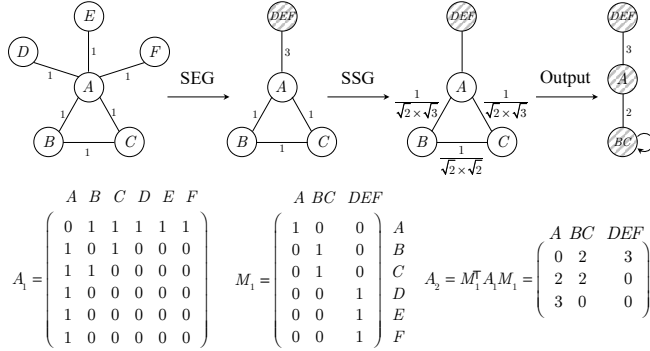 E DEF DEF DEF
D F
1 1 1 3 3
A A A A
SEG SSG Output
1 1 1 1 1/√2×√3 1/√2×√3 2
B C B C B C BC
1 1 1/√2×√2
A B C D E F
A₁ = ( 0 1 1 1 1 1
1 0 1 0 0 0
1 1 0 0 0 0
1 0 0 0 0 0
1 0 0 0 0 0
1 0 0 0 0 0 )
A BC DEF
M₁ = ( 1 0 0 A
0 1 0 B
0 1 0 C
0 0 1 D
0 0 1 E
0 0 1 ) F
A BC DEF
A₂ = M₁ᵀA₁M₁ = ( 0 2 3
2 2 0
3 0 0 )